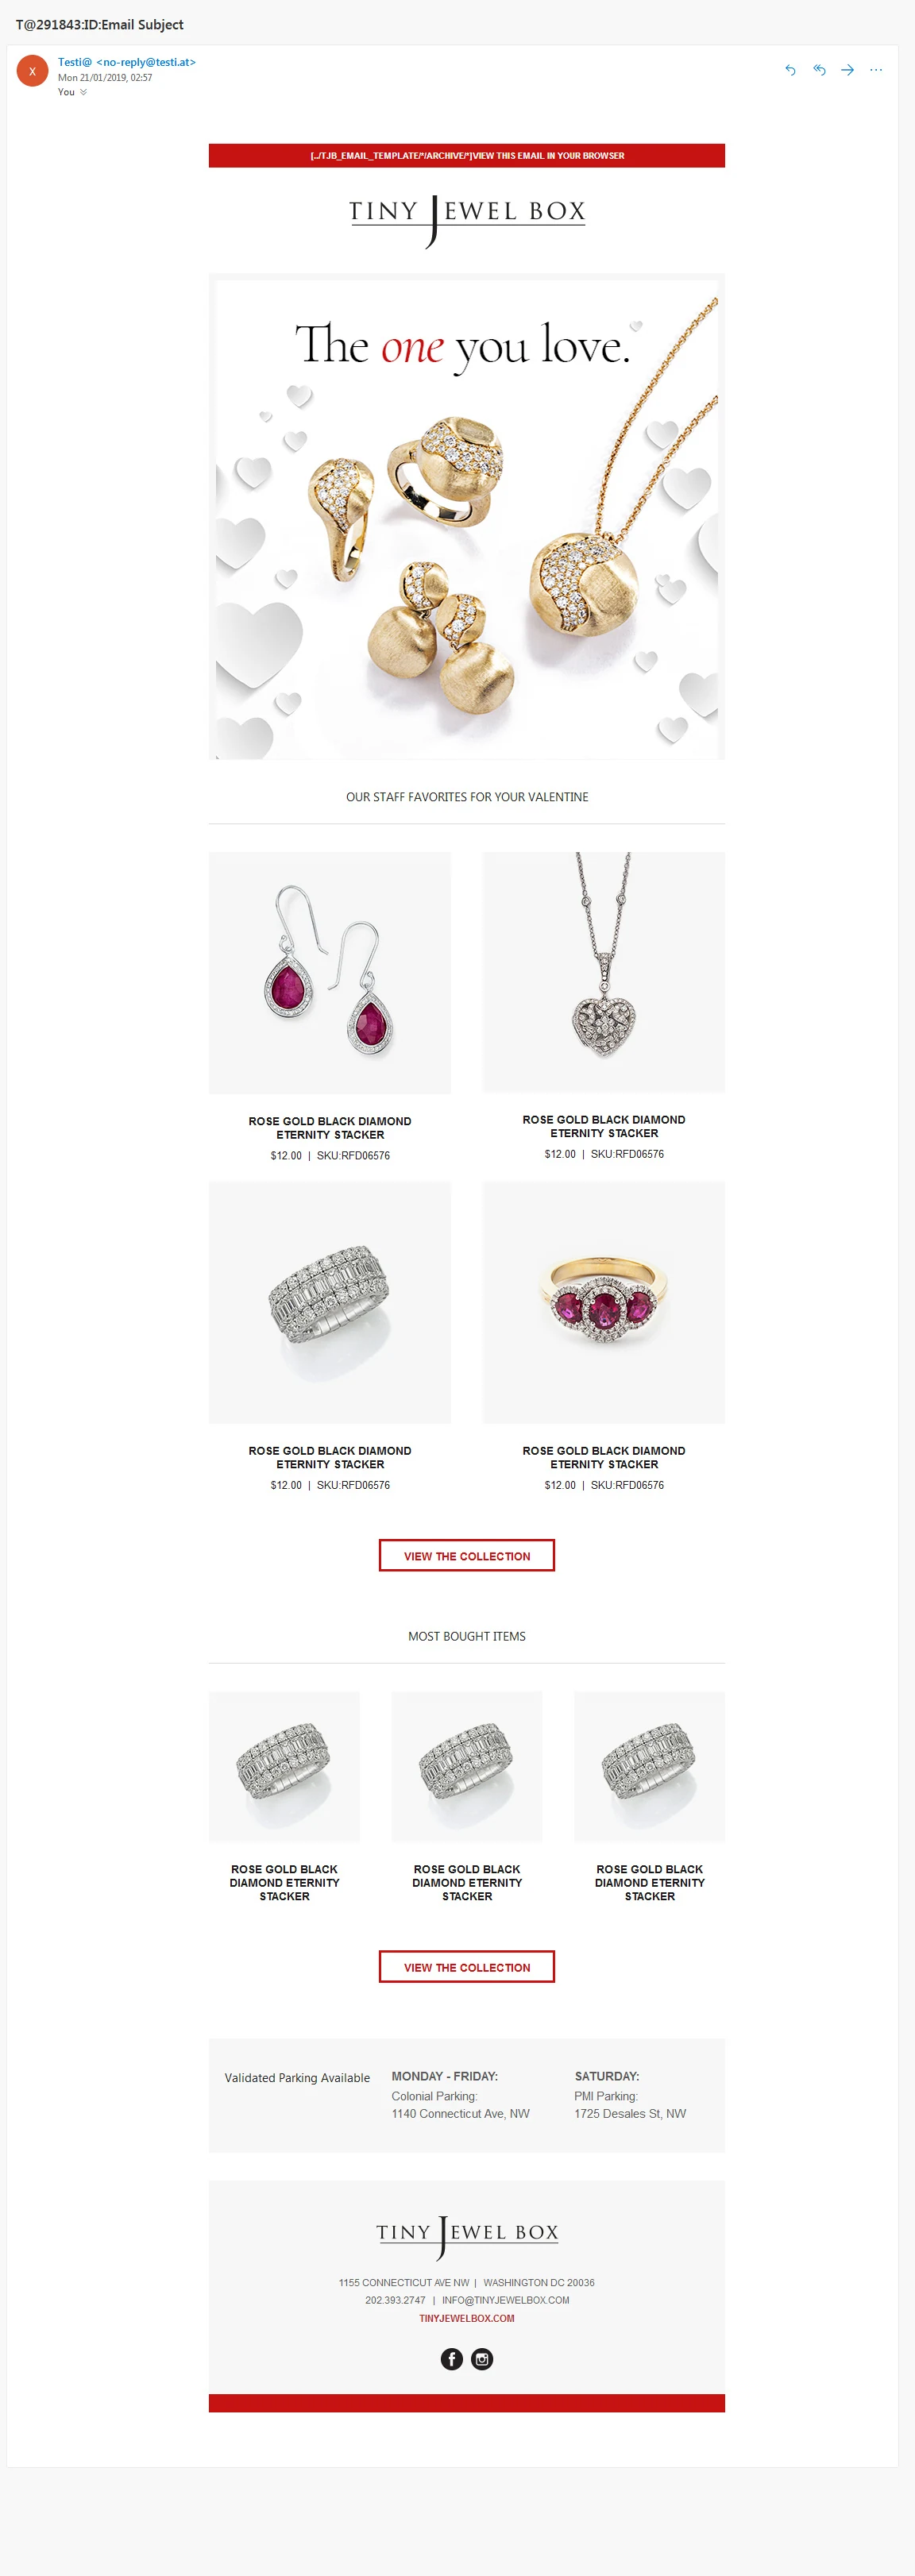 T@291843:ID:Email Subject
X
Testi@ <no-reply@testi.at>
Mon 21/01/2019, 02:57
You
[../TJB_EMAIL_TEMPLATE/*/ARCHIVE/*]VIEW THIS EMAIL IN YOUR BROWSER
TINY JEWEL BOX
The one you love.
OUR STAFF FAVORITES FOR YOUR VALENTINE
ROSE GOLD BLACK DIAMOND
ETERNITY STACKER
$12.00 | SKU:RFD06576
ROSE GOLD BLACK DIAMOND
ETERNITY STACKER
$12.00 | SKU:RFD06576
ROSE GOLD BLACK DIAMOND
ETERNITY STACKER
$12.00 | SKU:RFD06576
ROSE GOLD BLACK DIAMOND
ETERNITY STACKER
$12.00 | SKU:RFD06576
VIEW THE COLLECTION
MOST BOUGHT ITEMS
ROSE GOLD BLACK
DIAMOND ETERNITY
STACKER
ROSE GOLD BLACK
DIAMOND ETERNITY
STACKER
ROSE GOLD BLACK
DIAMOND ETERNITY
STACKER
VIEW THE COLLECTION
Validated Parking Available
MONDAY - FRIDAY:
Colonial Parking:
1140 Connecticut Ave, NW
SATURDAY:
PMI Parking:
1725 Desales St, NW
TINY JEWEL BOX
1155 CONNECTICUT AVE NW | WASHINGTON DC 20036
202.393.2747 | INFO@TINYJEWELBOX.COM
TINYJEWELBOX.COM